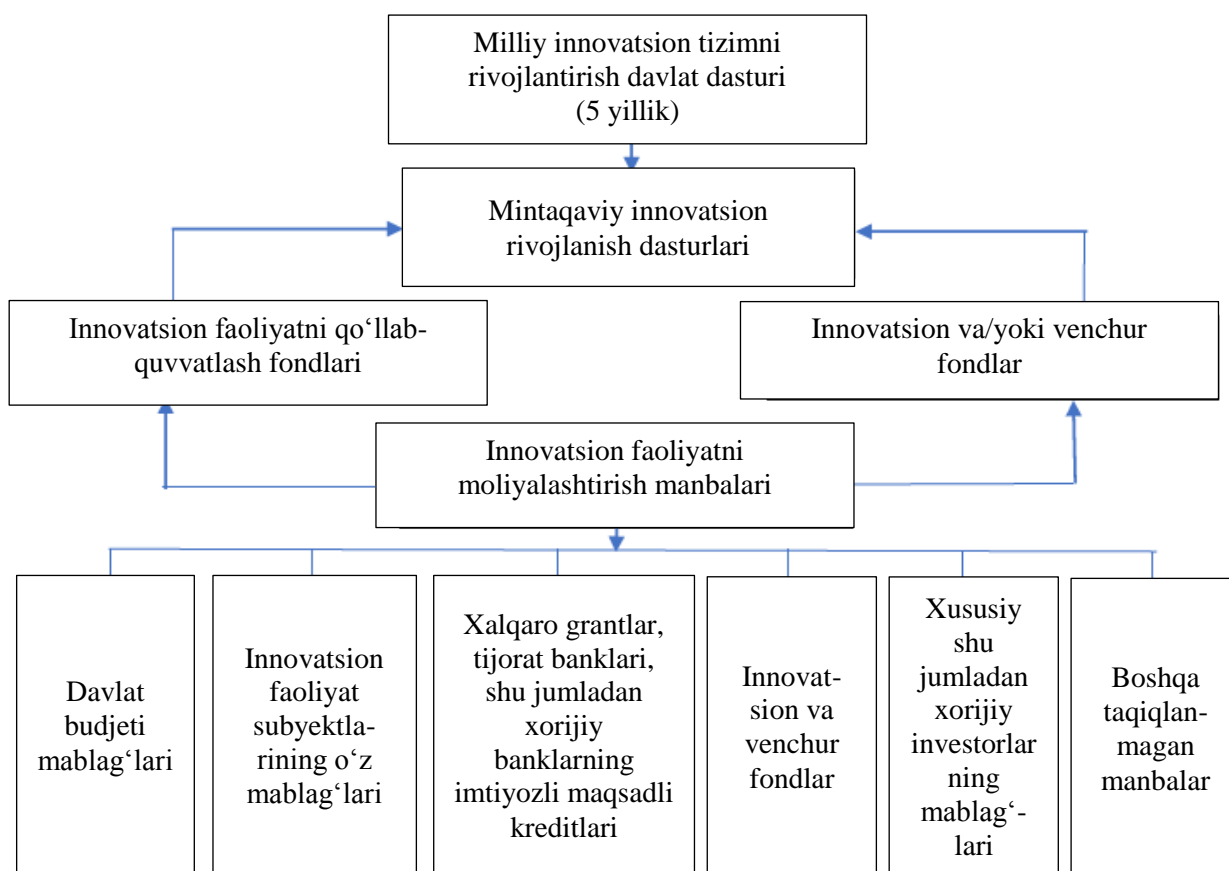 Milliy innovatsion tizimni
rivojlantirish davlat dasturi
(5 yillik)
Mintaqaviy innovatsion
rivojlanish dasturlari
Innovatsion faoliyatni qo‘llab-
quvvatlash fondlari
Innovatsion va/yoki venchur
fondlar
Innovatsion faoliyatni
moliyalashtirish manbalari
Davlat
budjeti
mablag‘lari
Innovatsion
faoliyat
subyektla-
rining o‘z
mablag‘lari
Xalqaro grantlar,
tijorat banklari,
shu jumladan
xorijiy
banklarning
imtiyozli maqsadli
kreditlari
Innovat-
sion va
venchur
fondlar
Xususiy
shu
jumladan
xorijiy
investorlar
ning
mablag‘-
lari
Boshqa
taqiqlan-
magan
manbalar